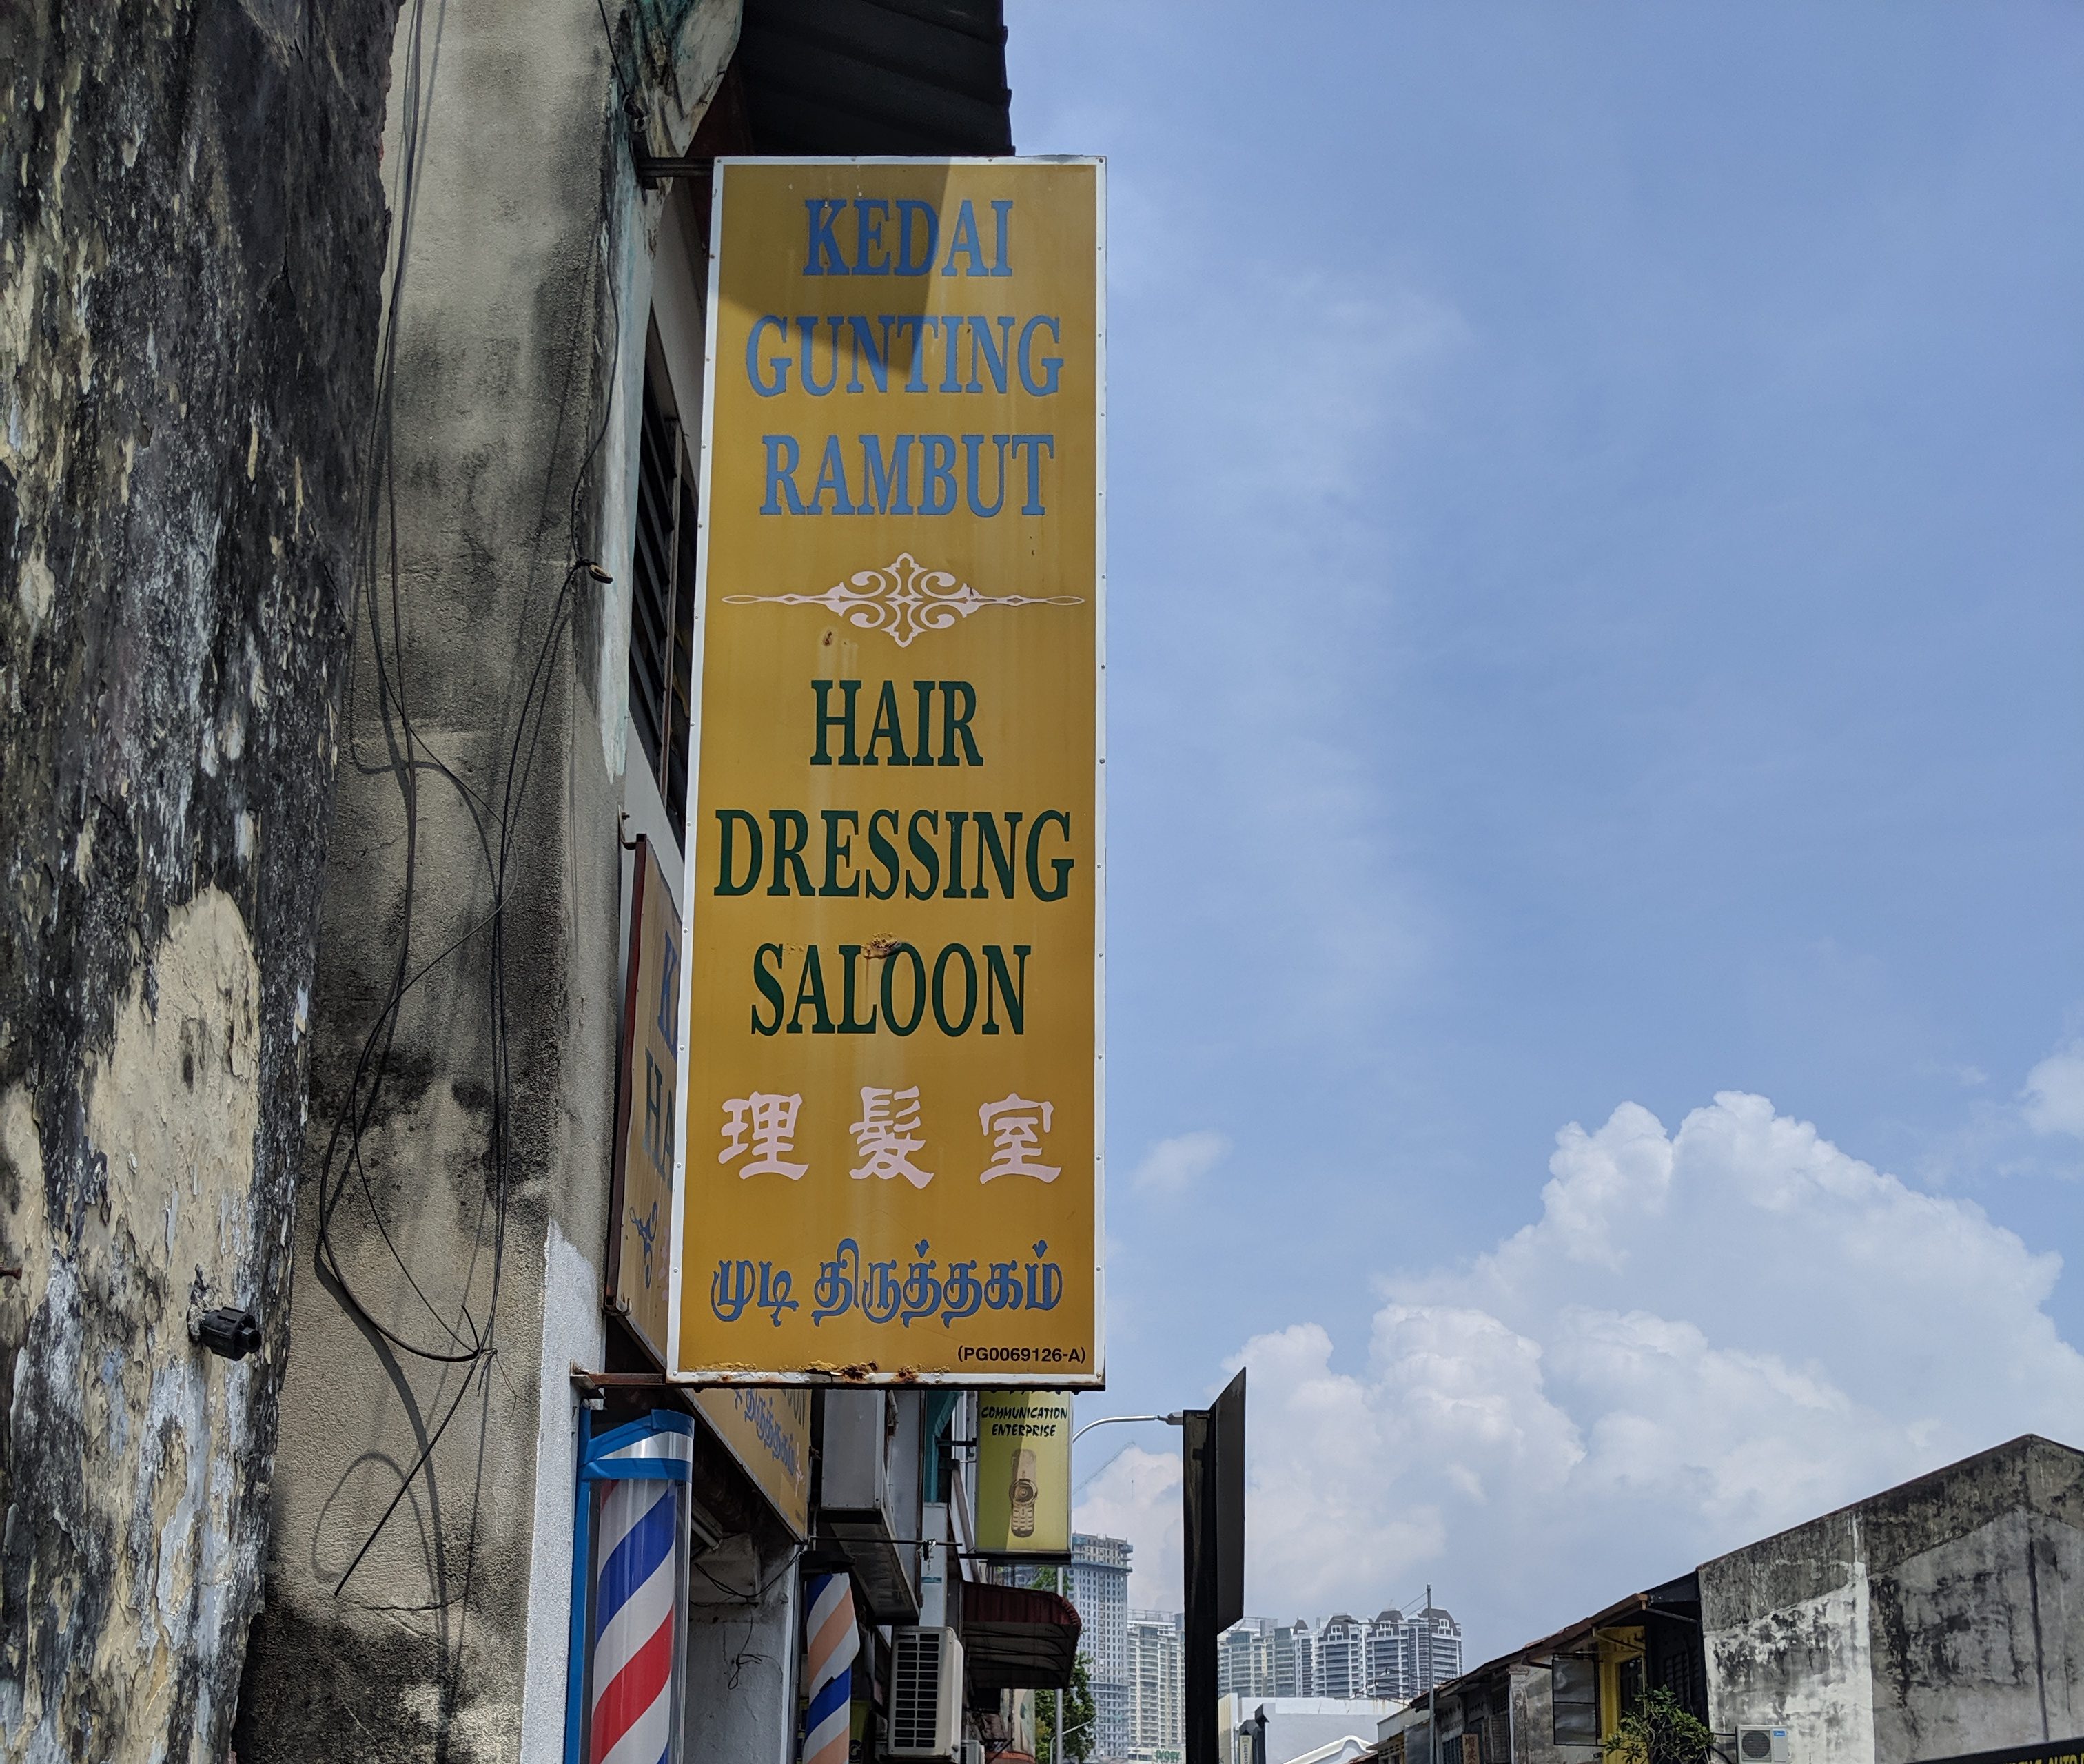 KEDAI
GUNTING
RAMBUT
HAIR
DRESSING
SALOON
理髮室
முடி திருத்தகம்
(PG0069126-A)
COMMUNICATION
ENTERPRISE